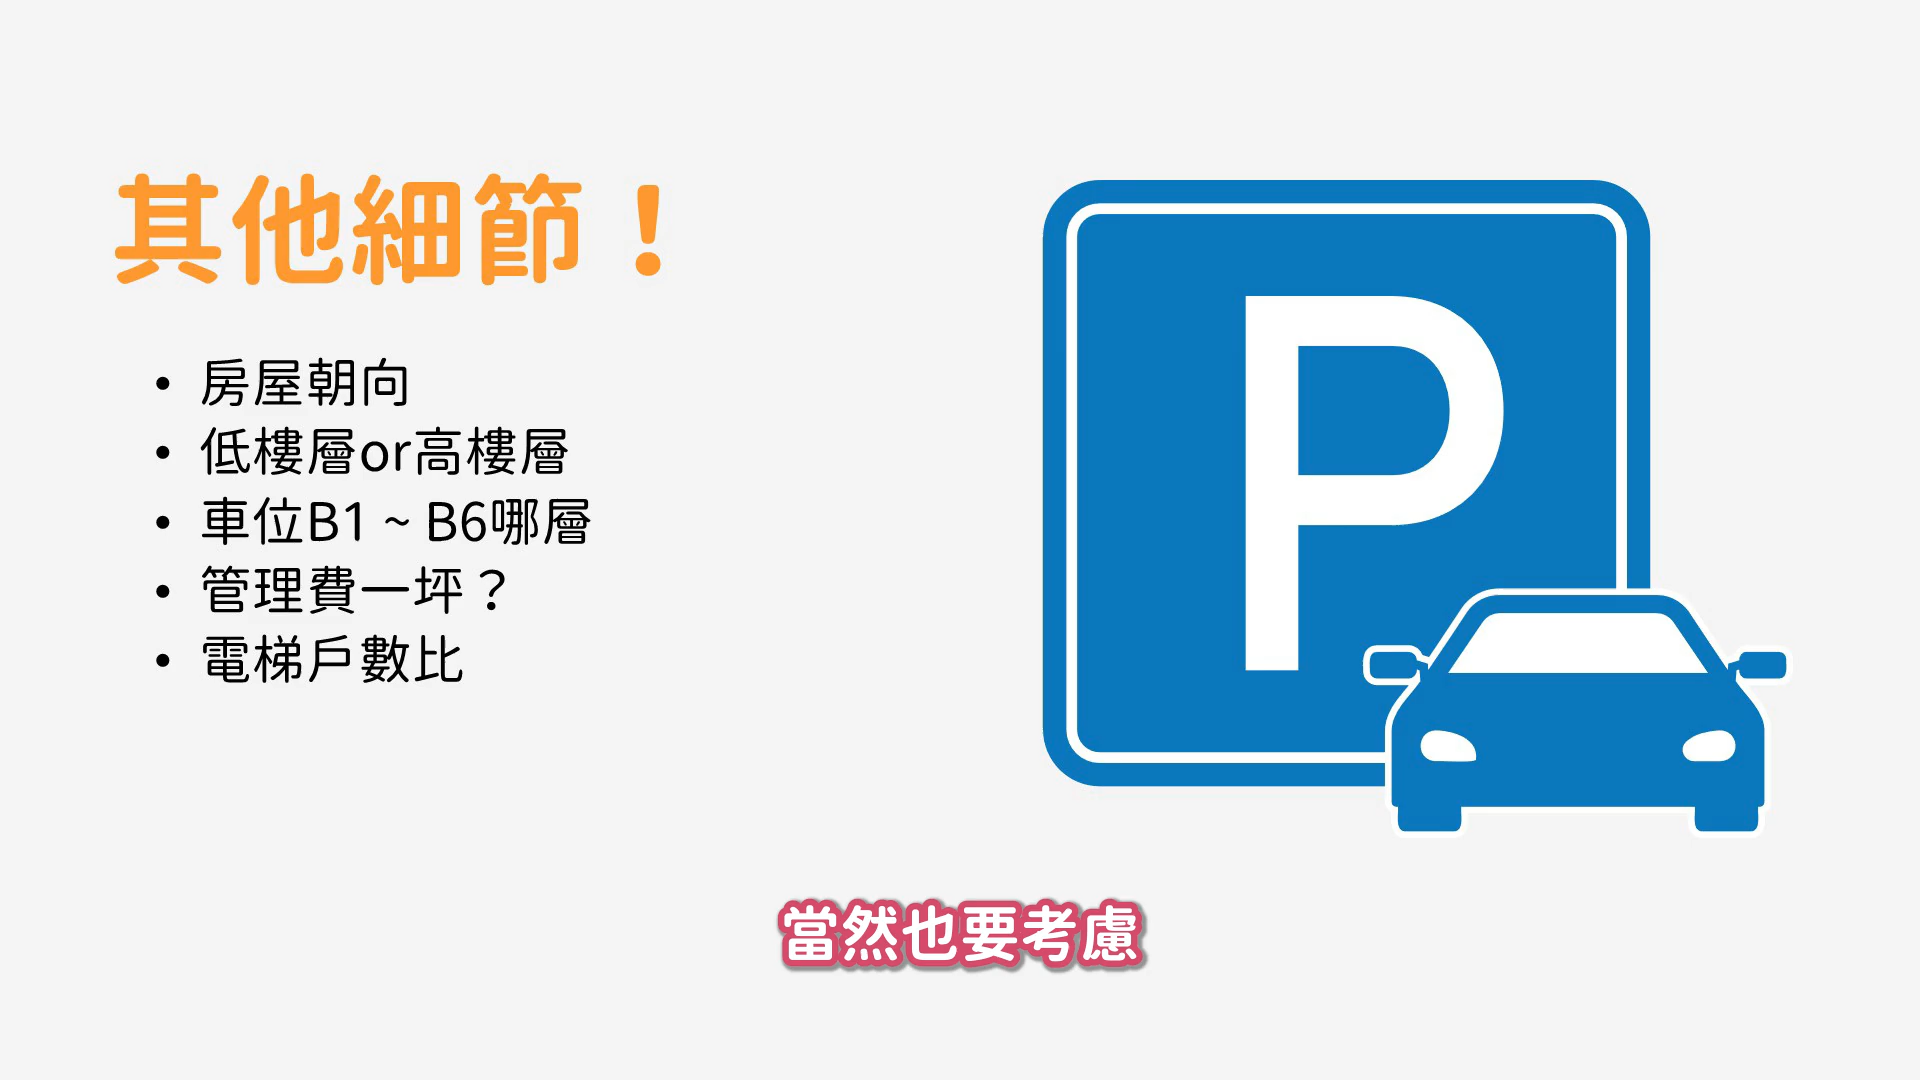 其他細節！
• 房屋朝向
• 低樓層or高樓層
• 車位B1 ~ B6哪層
• 管理費一坪？
• 電梯戶數比
P
當然也要考慮